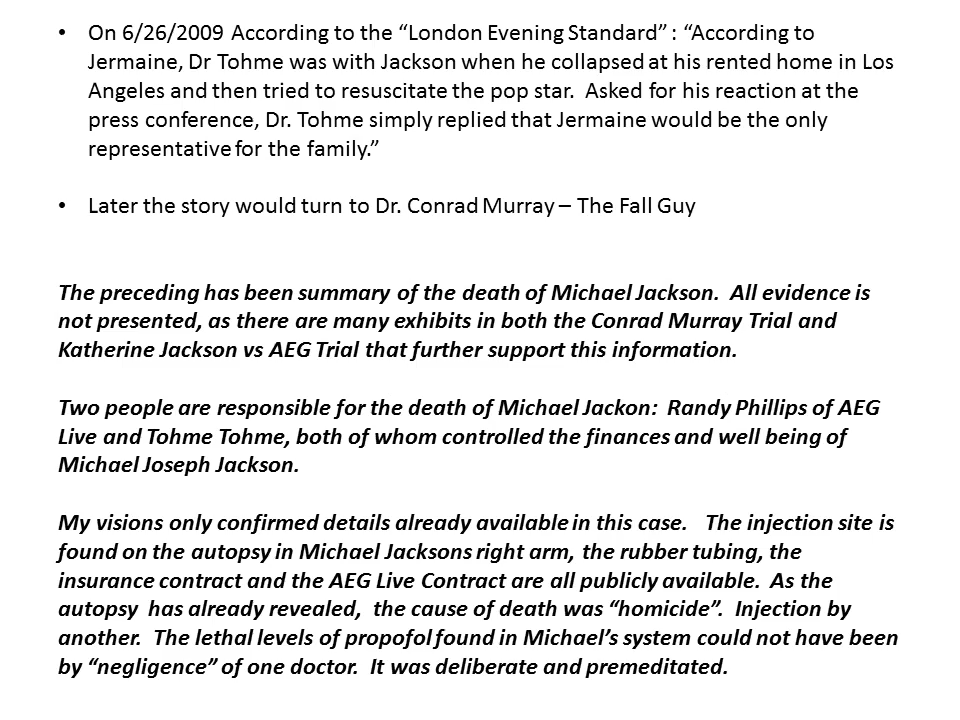 • On 6/26/2009 According to the “London Evening Standard” : “According to
Jermaine, Dr Tohme was with Jackson when he collapsed at his rented home in Los
Angeles and then tried to resuscitate the pop star.  Asked for his reaction at the
press conference, Dr. Tohme simply replied that Jermaine would be the only
representative for the family.”
• Later the story would turn to Dr. Conrad Murray – The Fall Guy
The preceding has been summary of the death of Michael Jackson.  All evidence is
not presented, as there are many exhibits in both the Conrad Murray Trial and
Katherine Jackson vs AEG Trial that further support this information.
Two people are responsible for the death of Michael Jackon:  Randy Phillips of AEG
Live and Tohme Tohme, both of whom controlled the finances and well being of
Michael Joseph Jackson.
My visions only confirmed details already available in this case.   The injection site is
found on the autopsy in Michael Jacksons right arm, the rubber tubing, the
insurance contract and the AEG Live Contract are all publicly available.  As the
autopsy  has already revealed,  the cause of death was “homicide”.  Injection by
another.  The lethal levels of propofol found in Michael’s system could not have been
by “negligence” of one doctor.  It was deliberate and premeditated.